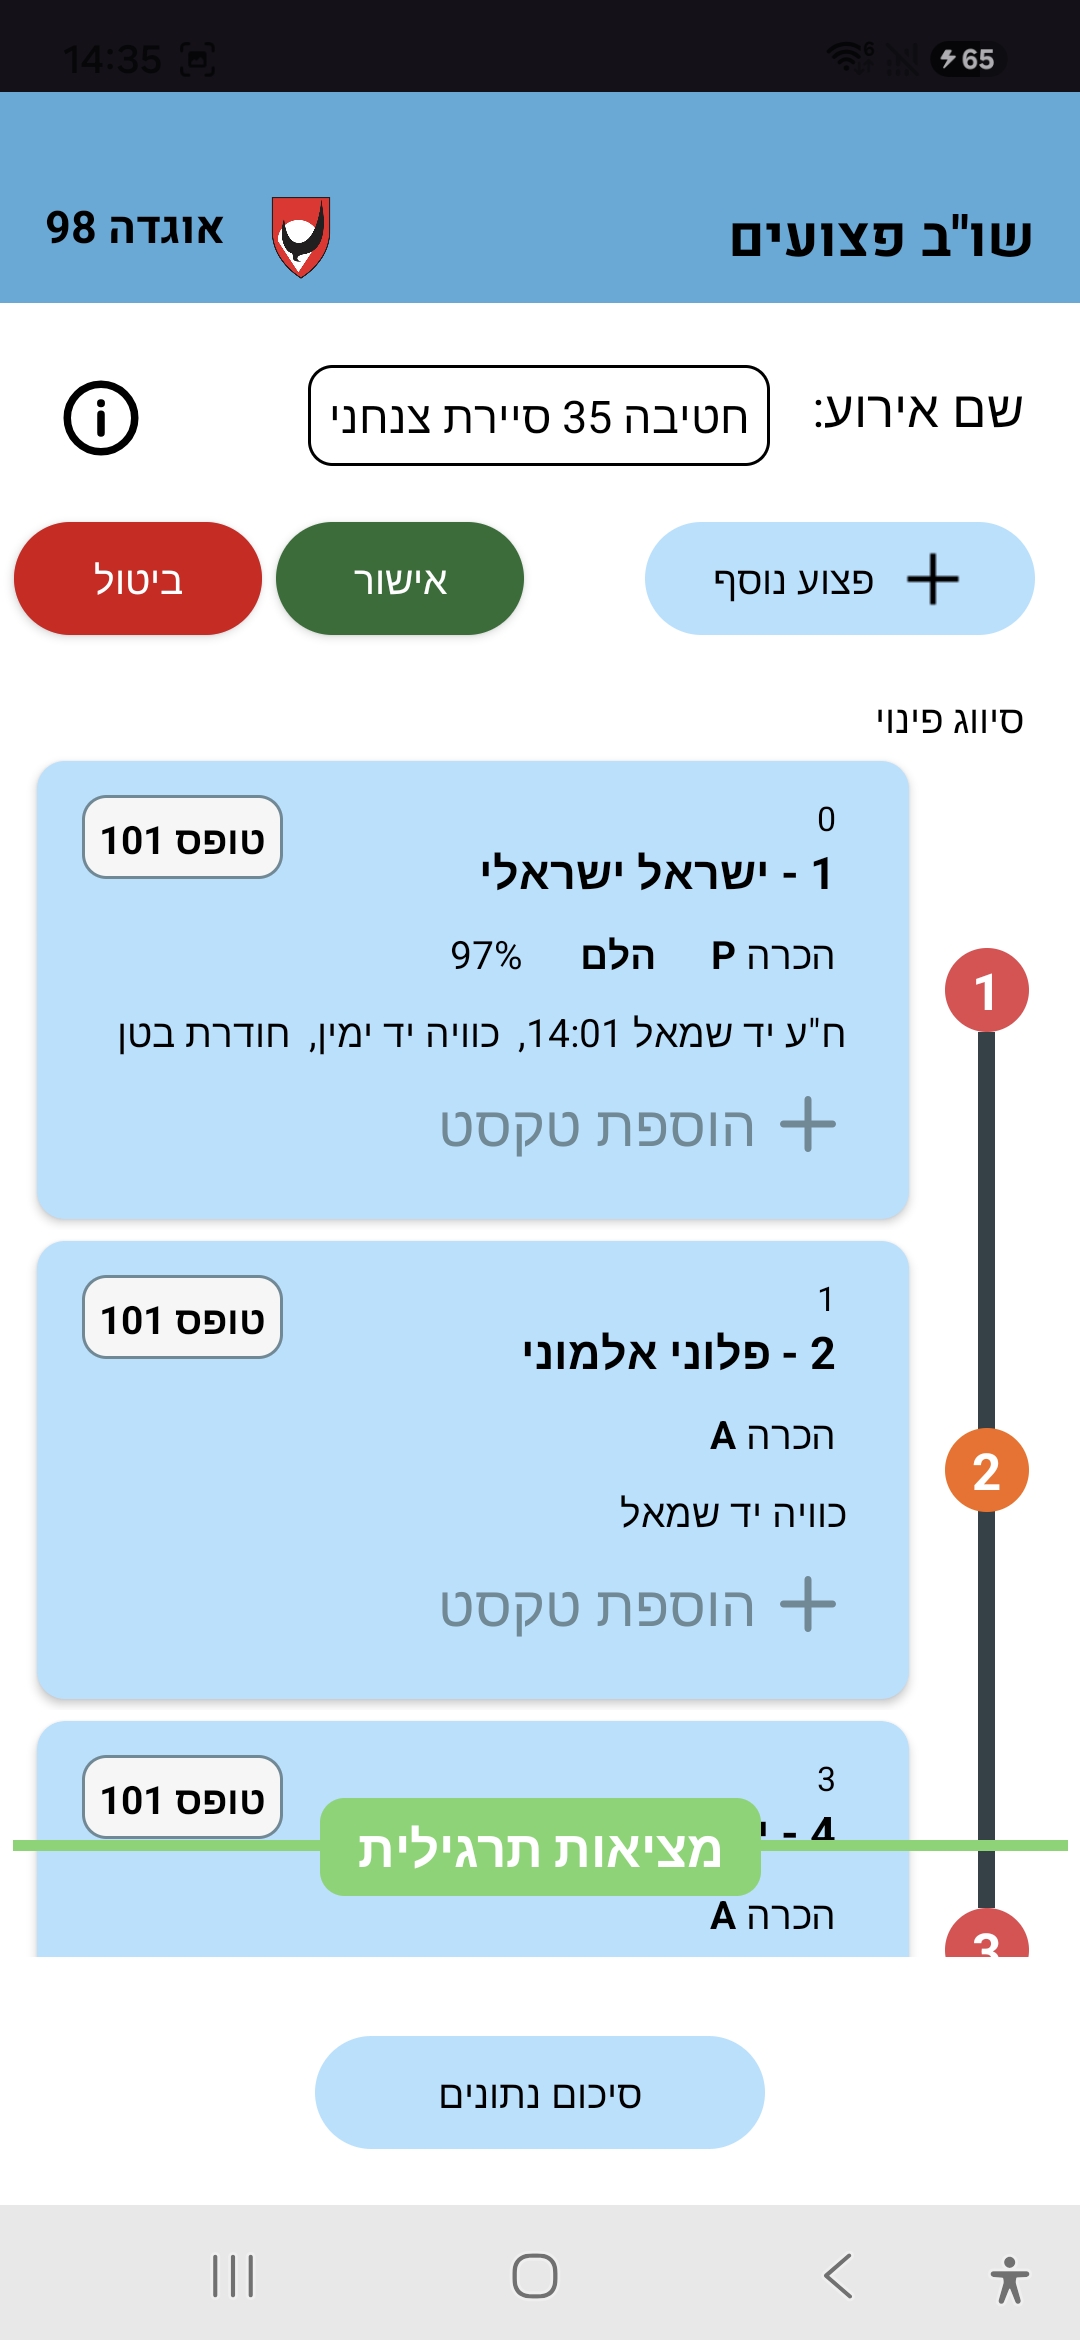 14:35
6
65
שו"ב פצועים
אוגדה 98
שם אירוע:
חטיבה 35 סיירת צנחני
פצוע נוסף
אישור
ביטול
סיווג פינוי
0
טופס 101
1 - ישראל ישראלי
הכרה P הלם 97%
1
ח"ע יד שמאל 14:01, כוויה יד ימין, חודרת בטן
הוספת טקסט
1
טופס 101
2 - פלוני אלמוני
הכרה A
2
כוויה יד שמאל
הוספת טקסט
3
טופס 101
4 - י
מציאות תרגילית
הכרה A
3
סיכום נתונים